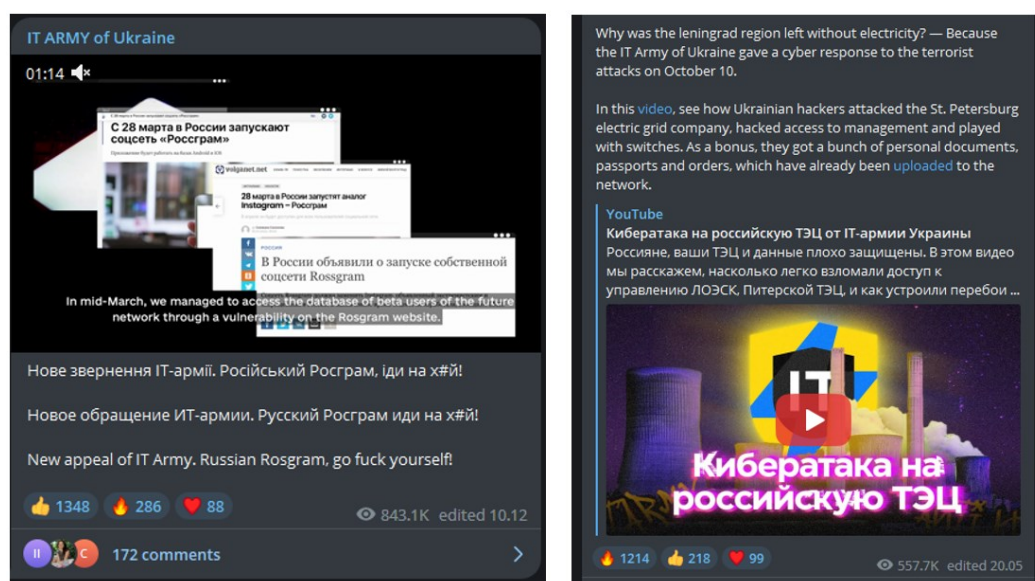 IT ARMY of Ukraine
01:14
С 28 марта в России запускают
соцсеть «Россграм»
volganet.net
28 марта в России запустят аналог
Instagram – Россграм
РОССИЯ
В России объявили о запуске собственной
соцсети Rossgram
In mid-March, we managed to access the database of beta users of the future
network through a vulnerability on the Rosgram website.
Нове звернення ІТ-армії. Російський Росграм, іди на х#й!
Новое обращение ИТ-армии. Русский Росграм иди на х#й!
New appeal of IT Army. Russian Rosgram, go fuck yourself!
1348 286 88
843.1K edited 10.12
II C 172 comments
Why was the leningrad region left without electricity? — Because
the IT Army of Ukraine gave a cyber response to the terrorist
attacks on October 10.
In this video, see how Ukrainian hackers attacked the St. Petersburg
electric grid company, hacked access to management and played
with switches. As a bonus, they got a bunch of personal documents,
passports and orders, which have already been uploaded to the
network.
YouTube
Кибератака на российскую ТЭЦ от IT-армии Украины
Россияне, ваши ТЭЦ и данные плохо защищены. В этом видео
мы расскажем, насколько легко взломали доступ к
управлению ЛОЭСК, Питерской ТЭЦ, и как устроили перебои ...
IT
Кибератака на
российскую ТЭЦ
1214 218 99
557.7K edited 20.05